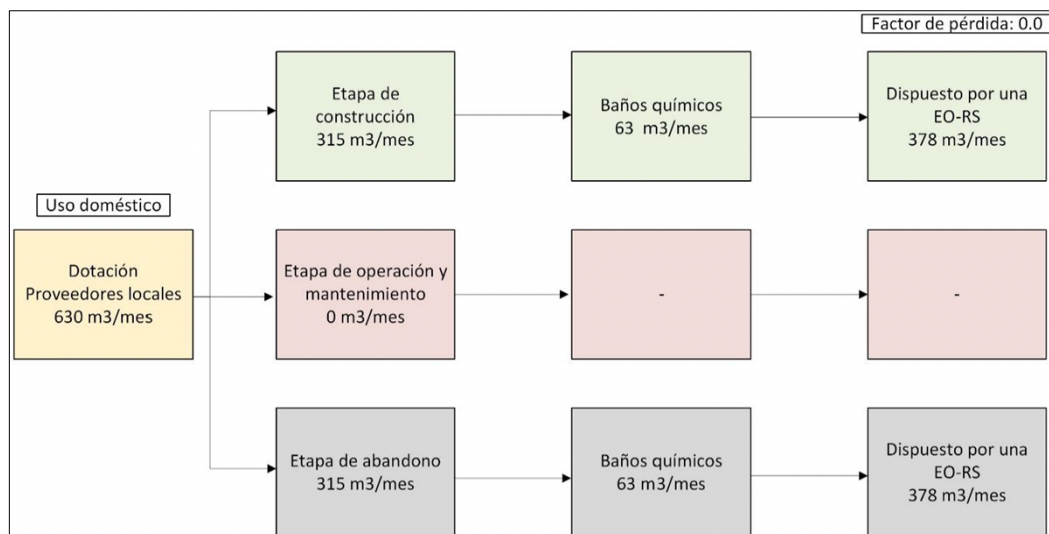 Factor de pérdida: 0.0
Etapa de
construcción
315 m3/mes
Baños químicos
63 m3/mes
Dispuesto por una
EO-RS
378 m3/mes
Uso doméstico
Dotación
Proveedores locales
630 m3/mes
Etapa de operación y
mantenimiento
0 m3/mes
-
-
Etapa de abandono
315 m3/mes
Baños químicos
63 m3/mes
Dispuesto por una
EO-RS
378 m3/mes